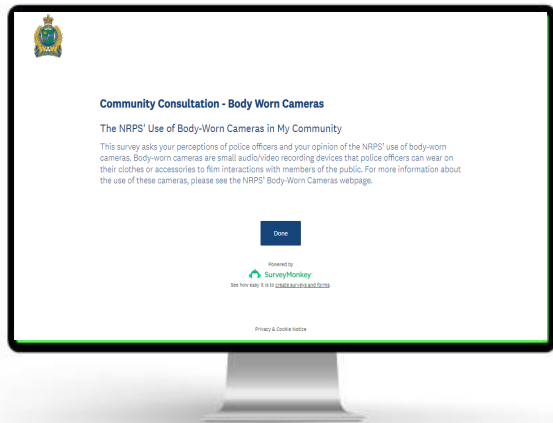 Community Consultation - Body Worn Cameras
The NRPS' Use of Body-Worn Cameras in My Community
This survey asks your perceptions of police officers and your opinion of the NRPS' use of body-worn
cameras. Body-worn cameras are small audio/video recording devices that police officers can wear on
their clothes or accessories to film interactions with members of the public. For more information about
the use of these cameras, please see the NRPS' Body-Worn Cameras webpage.
Done
Powered by
SurveyMonkey
See how easy it is to create surveys and forms.
Privacy & Cookie Notice